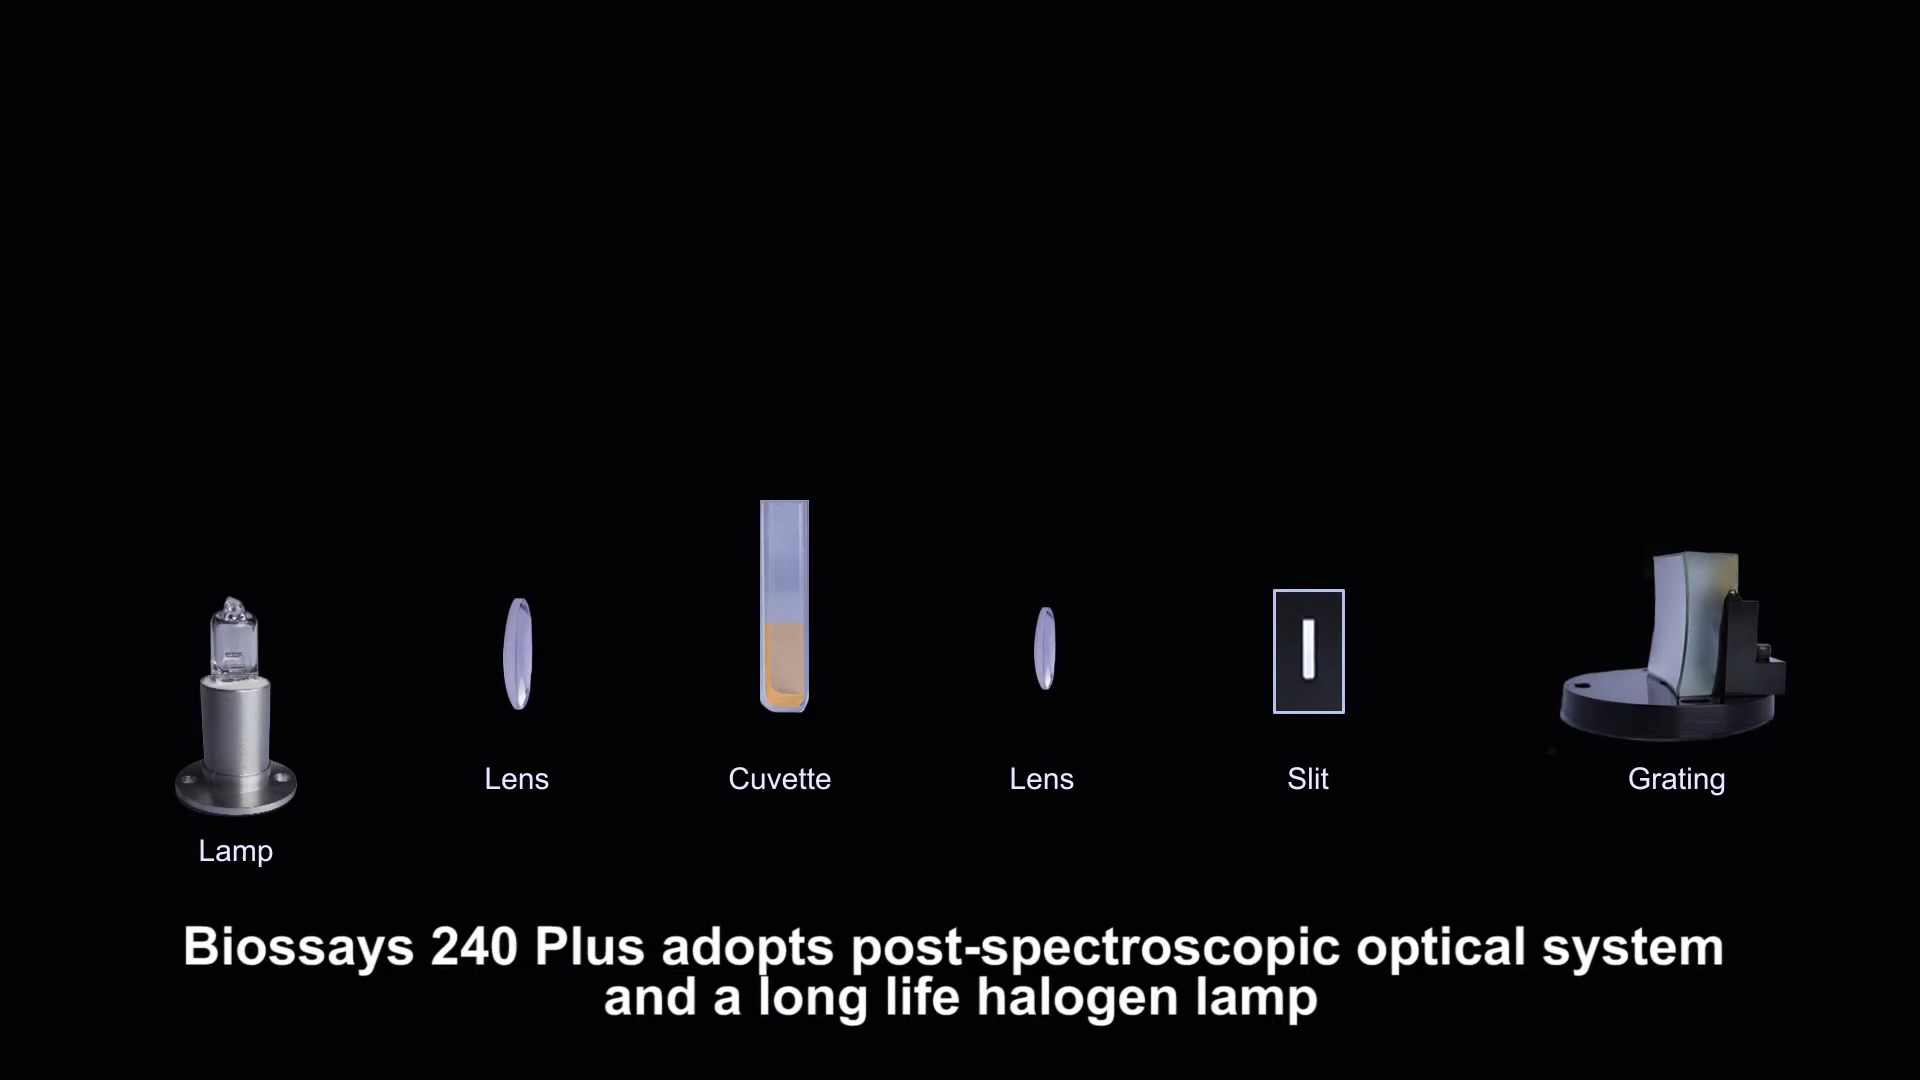 Lens
Cuvette
Lens
Slit
Grating
Lamp
Biossays 240 Plus adopts post-spectroscopic optical system
and a long life halogen lamp